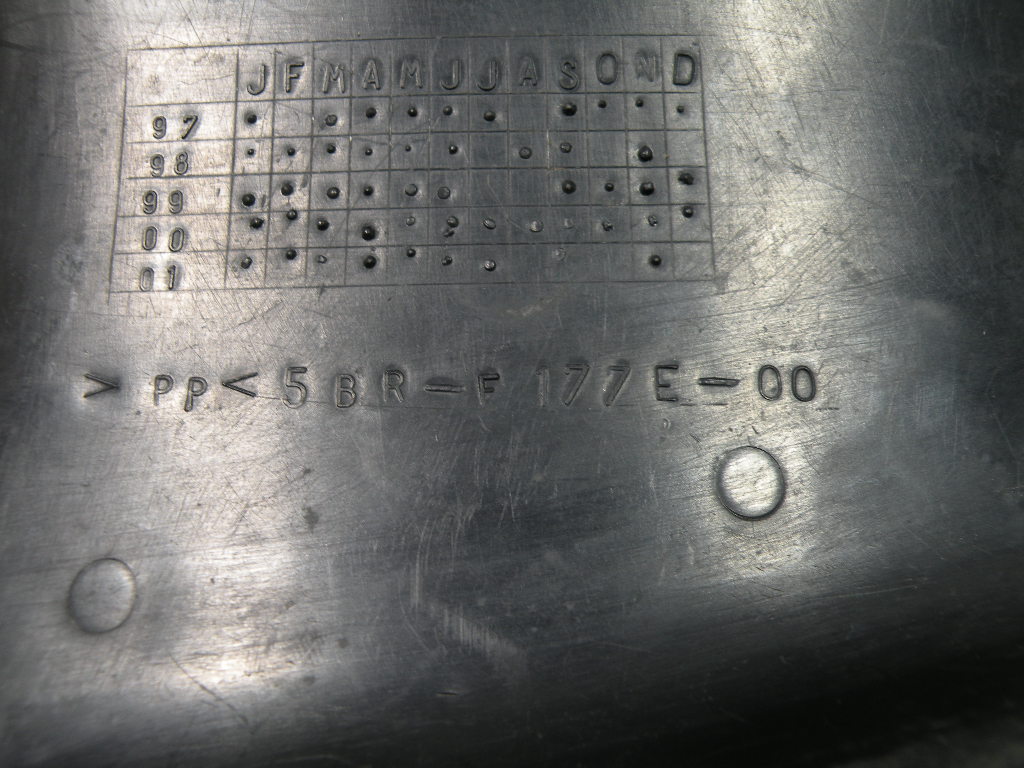 J F M A M J J A S O N D
97
98
99
00
01
>PP<5BR-F177E-00